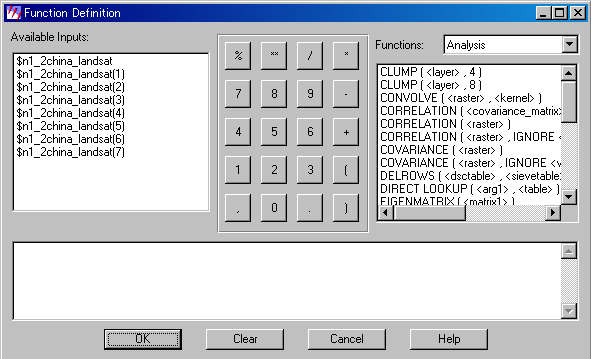 Function Definition
Available Inputs:
$n1_2china_landsat
$n1_2china_landsat(1)
$n1_2china_landsat(2)
$n1_2china_landsat(3)
$n1_2china_landsat(4)
$n1_2china_landsat(5)
$n1_2china_landsat(6)
$n1_2china_landsat(7)
% ** / *
7 8 9 -
4 5 6 +
1 2 3 (
, 0 . )
Functions: Analysis
CLUMP ( <layer> , 4 )
CLUMP ( <layer> , 8 )
CONVOLVE ( <raster> , <kernel> )
CORRELATION ( <covariance_matrix>
CORRELATION ( <raster> )
CORRELATION ( <raster> , IGNORE <
COVARIANCE ( <raster> )
COVARIANCE ( <raster> , IGNORE <v
DELROWS ( <dsctable> , <sievetable>
DIRECT LOOKUP ( <arg1> , <table> )
EIGENMATRIX ( <matrix1> )
OK Clear Cancel Help